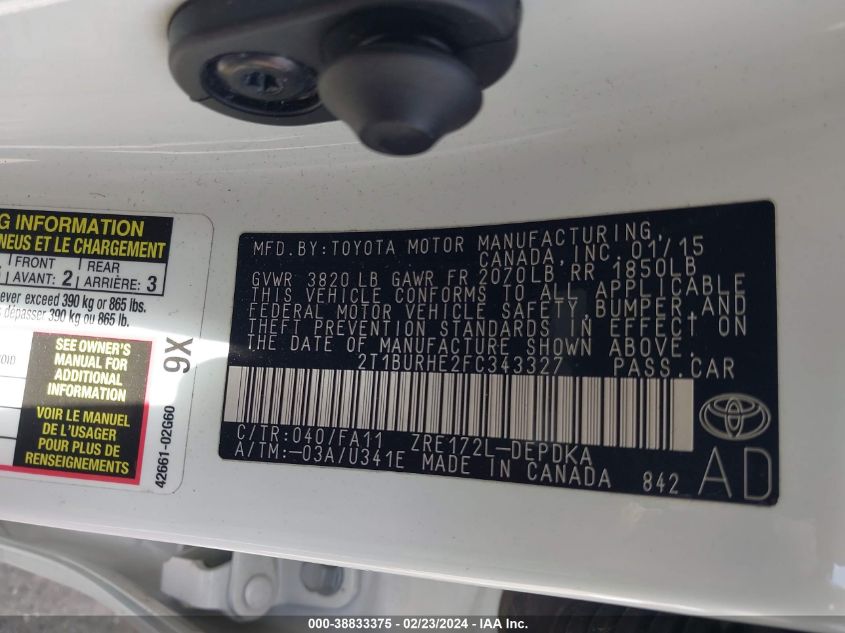 G INFORMATION
NEUS ET LE CHARGEMENT
FRONT REAR
AVANT: 2 ARRIÈRE: 3
ever exceed 390 kg or 865 lbs.
dépasser 390 kg ou 865 lb.
SEE OWNER'S
MANUAL FOR
ADDITIONAL
INFORMATION
VOIR LE MANUEL
DE L'USAGER
POUR PLUS DE
RENSEIGNEMENTS
9X
42661-02G60
MFD.BY:TOYOTA MOTOR MANUFACTURING,
CANADA, INC. 01/15
GVWR 3820 LB GAWR FR 2070LB RR 1850LB
THIS VEHICLE CONFORMS TO ALL APPLICABLE
FEDERAL MOTOR VEHICLE SAFETY, BUMPER, AND
THEFT PREVENTION STANDARDS IN EFFECT ON
THE DATE OF MANUFACTURE SHOWN ABOVE.
2T1BURHE2FC343327 PASS.CAR
C/TR:040/FA11 ZRE172L-DEPDKA
A/TM:-03A/U341E MADE IN CANADA 842
AD
000-38833375 - 02/23/2024 - IAA Inc.